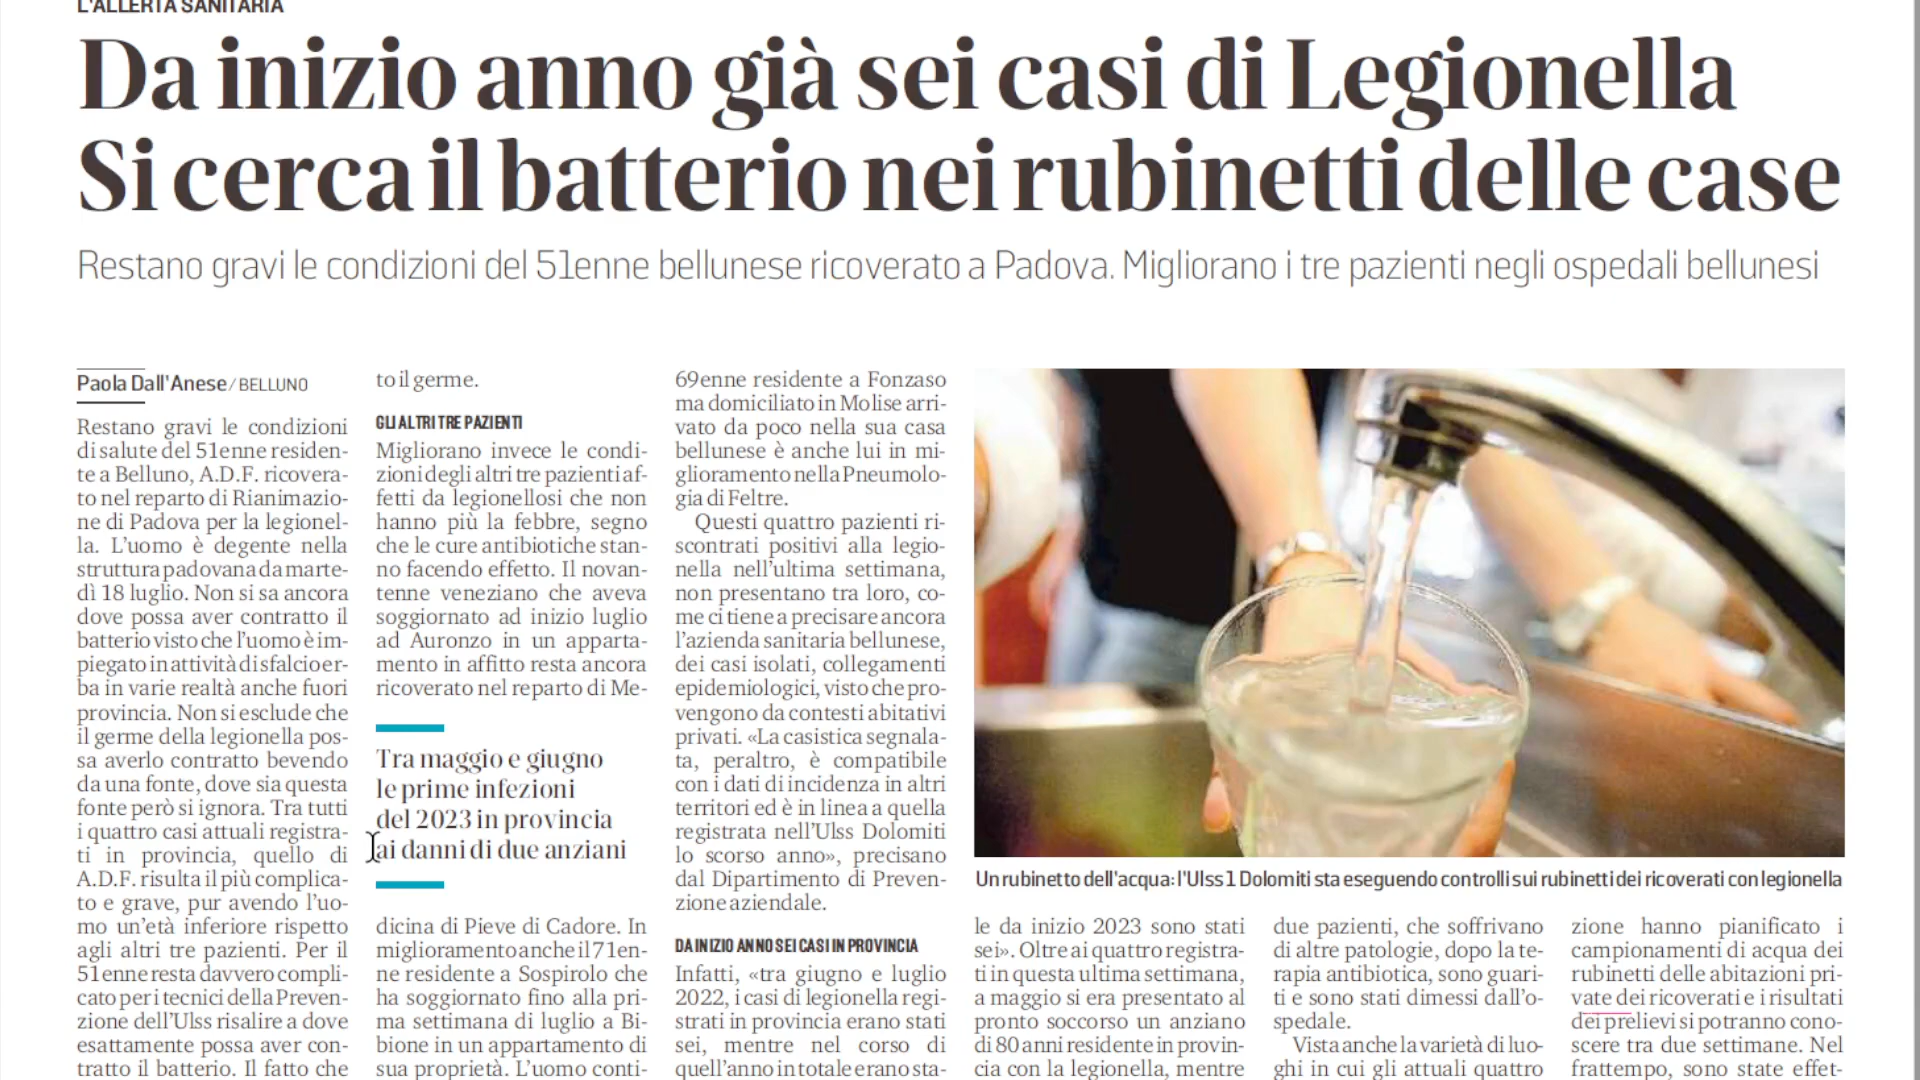 L'ALLERTA SANITARIA
Da inizio anno già sei casi di Legionella
Si cerca il batterio nei rubinetti delle case
Restano gravi le condizioni del 51enne bellunese ricoverato a Padova. Migliorano i tre pazienti negli ospedali bellunesi
Paola Dall'Anese / BELLUNO
Restano gravi le condizioni
di salute del 51enne residen-
te a Belluno, A.D.F. ricovera-
to nel reparto di Rianimazio-
ne di Padova per la legionel-
la. L'uomo è degente nella
struttura padovana da marte-
dì 18 luglio. Non si sa ancora
dove possa aver contratto il
batterio visto che l'uomo è im-
piegato in attività di sfalcio er-
ba in varie realtà anche fuori
provincia. Non si esclude che
il germe della legionella pos-
sa averlo contratto bevendo
da una fonte, dove sia questa
fonte però si ignora. Tra tutti
i quattro casi attuali registra-
ti in provincia, quello di
A.D.F. risulta il più complica-
to e grave, pur avendo l'uo-
mo un'età inferiore rispetto
agli altri tre pazienti. Per il
51enne resta davvero compli-
cato per i tecnici della Preven-
zione dell'Ulss risalire a dove
esattamente possa aver con-
tratto il batterio. Il fatto che
to il germe.
GLI ALTRI TRE PAZIENTI
Migliorano invece le condi-
zioni degli altri tre pazienti af-
fetti da legionellosi che non
hanno più la febbre, segno
che le cure antibiotiche stan-
no facendo effetto. Il novan-
tenne veneziano che aveva
soggiornato ad inizio luglio
ad Auronzo in un apparta-
mento in affitto resta ancora
ricoverato nel reparto di Me-
Tra maggio e giugno
le prime infezioni
del 2023 in provincia
ai danni di due anziani
dicina di Pieve di Cadore. In
miglioramento anche il 71en-
ne residente a Sospirolo che
ha soggiornato fino alla pri-
ma settimana di luglio a Bi-
bione in un appartamento di
sua proprietà. L'uomo conti-
69enne residente a Fonzaso
ma domiciliato in Molise arri-
vato da poco nella sua casa
bellunese è anche lui in mi-
glioramento nella Pneumolo-
gia di Feltre.
Questi quattro pazienti ri-
scontrati positivi alla legio-
nella nell'ultima settimana,
non presentano tra loro, co-
me ci tiene a precisare ancora
l'azienda sanitaria bellunese,
dei casi isolati, collegamenti
epidemiologici, visto che pro-
vengono da contesti abitativi
privati. «La casistica segnala-
ta, peraltro, è compatibile
con i dati di incidenza in altri
territori ed è in linea a quella
registrata nell'Ulss Dolomiti
lo scorso anno», precisano
dal Dipartimento di Preven-
zione aziendale.
DA INIZIO ANNO SEI CASI IN PROVINCIA
Infatti, «tra giugno e luglio
2022, i casi di legionella regi-
strati in provincia erano stati
sei, mentre nel corso di
quell'anno in totale erano sta-
Un rubinetto dell'acqua: l'Ulss 1 Dolomiti sta eseguendo controlli sui rubinetti dei ricoverati con legionella
le da inizio 2023 sono stati
sei». Oltre ai quattro registra-
ti in questa ultima settimana,
a maggio si era presentato al
pronto soccorso un anziano
di 80 anni residente in provin-
cia con la legionella, mentre
due pazienti, che soffrivano
di altre patologie, dopo la te-
rapia antibiotica, sono guari-
ti e sono stati dimessi dall'o-
spedale.
Vista anche la varietà di luo-
ghi in cui gli attuali quattro
zione hanno pianificato i
campionamenti di acqua dei
rubinetti delle abitazioni pri-
vate dei ricoverati e i risultati
dei prelievi si potranno cono-
scere tra due settimane. Nel
frattempo, sono state effet-